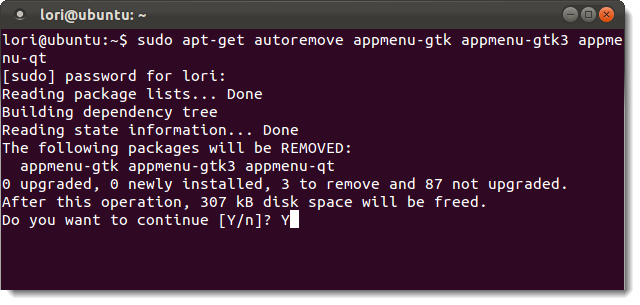 lori@ubuntu: ~
lori@ubuntu:~$ sudo apt-get autoremove appmenu-gtk appmenu-gtk3 appme
nu-qt
[sudo] password for lori:
Reading package lists... Done
Building dependency tree
Reading state information... Done
The following packages will be REMOVED:
  appmenu-gtk appmenu-gtk3 appmenu-qt
0 upgraded, 0 newly installed, 3 to remove and 87 not upgraded.
After this operation, 307 kB disk space will be freed.
Do you want to continue [Y/n]? Y